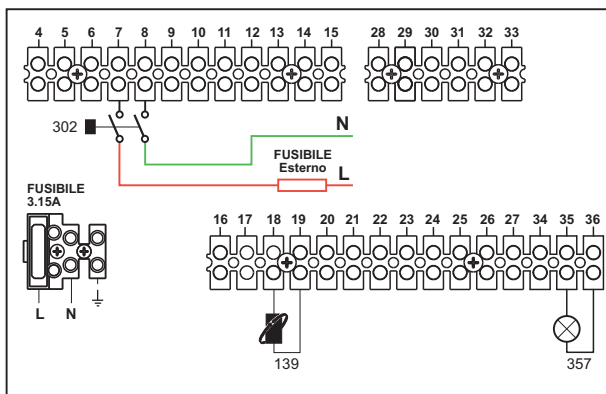 4 5 6 7 8 9 10 11 12 13 14 15 28 29 30 31 32 33
302
N
FUSIBILE
Esterno
L
FUSIBILE
3.15A
L N
16 17 18 19 20 21 22 23 24 25 26 27 34 35 36
139
357